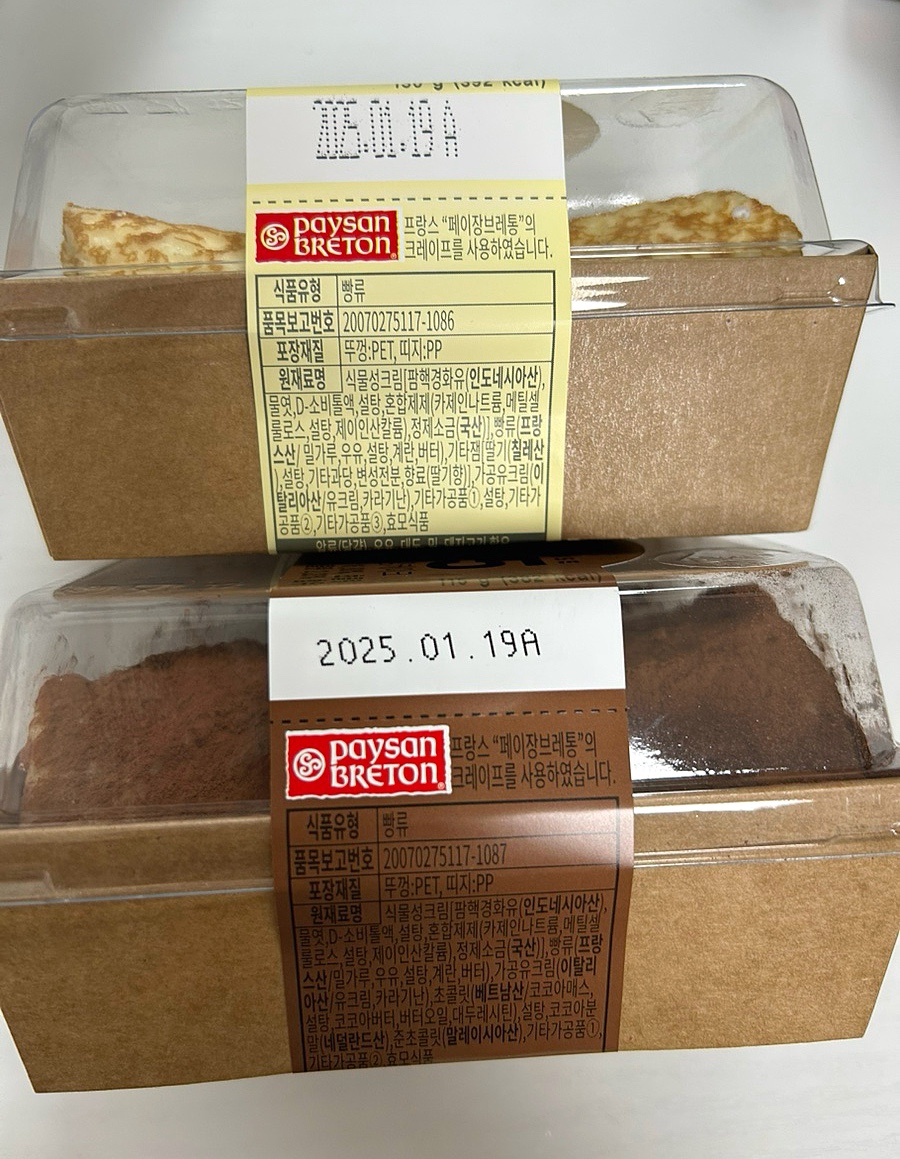 130 g (392 kcal)
2025.01.19 A
paysan
BRETON
프랑스 “페이장브레통”의
크레이프를 사용하였습니다.
식품유형 빵류
품목보고번호 20070275117-1086
포장재질 뚜껑:PET, 띠지:PP
원재료명 식물성크림[팜핵경화유(인도네시아산),
물엿,D-소비톨액,설탕,혼합제제(카제인나트륨,메틸셀
룰로스,설탕,제이인산칼륨),정제소금(국산)],빵류(프랑
스산/밀가루,우유,설탕,계란,버터),기타잼[딸기(칠레산
),설탕,기타과당,변성전분,향료(딸기향)],가공유크림(이
탈리아산/유크림,카라기난),기타가공품①,설탕,기타가
공품②,기타가공품③,효모식품
2025.01.19A
paysan
BRETON
프랑스 “페이장브레통”의
크레이프를 사용하였습니다.
식품유형 빵류
품목보고번호 20070275117-1087
포장재질 뚜껑:PET, 띠지:PP
원재료명 식물성크림[팜핵경화유(인도네시아산),
물엿,D-소비톨액,설탕,혼합제제(카제인나트륨,메틸셀
룰로스,설탕,제이인산칼륨),정제소금(국산)],빵류(프랑
스산/밀가루,우유,설탕,계란,버터),가공유크림(이탈리
아산/유크림,카라기난),초콜릿(베트남산/코코아매스,
설탕,코코아버터,버터오일,대두레시틴),설탕,코코아분
말(네덜란드산),준초콜릿(말레이시아산),기타가공품①,
기타가공품②,효모식품